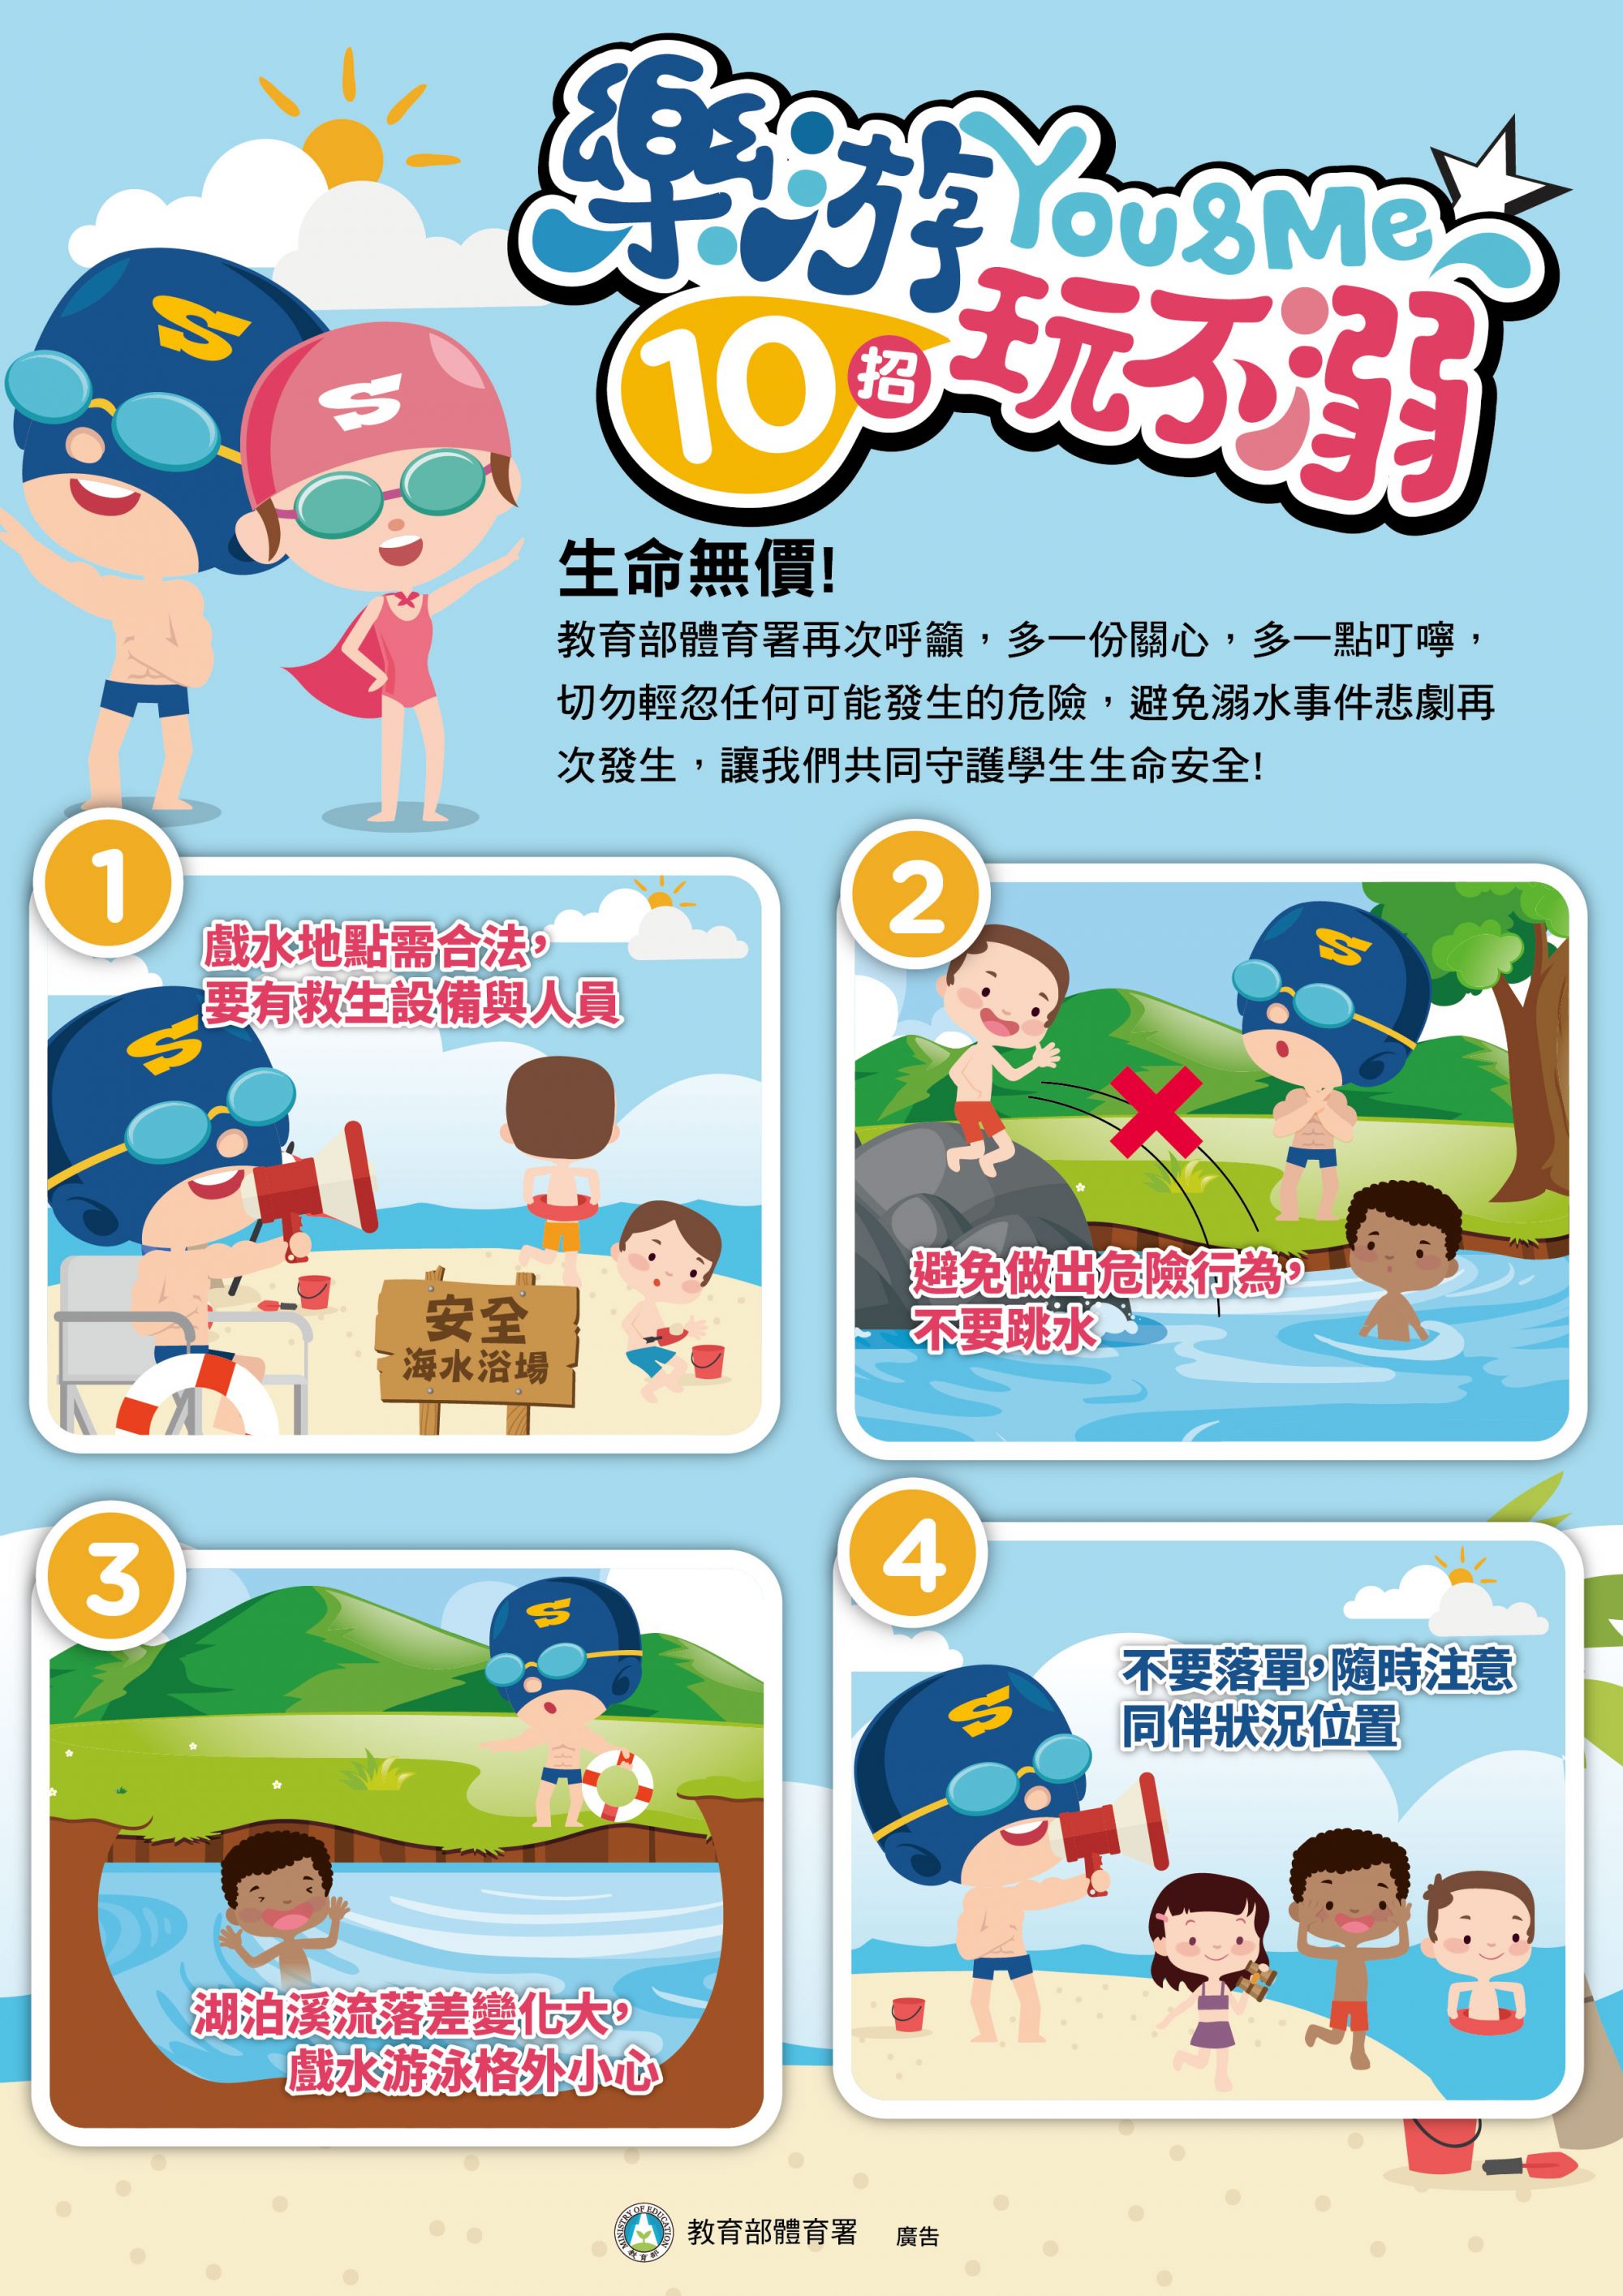 樂游You&Me
10招玩不溺
生命無價!
教育部體育署再次呼籲，多一份關心，多一點叮嚀，
切勿輕忽任何可能發生的危險，避免溺水事件悲劇再
次發生，讓我們共同守護學生生命安全!
1
S
S
戲水地點需合法，
要有救生設備與人員
S
安全
海水浴場
2
S
避免做出危險行為，
不要跳水
3
S
湖泊溪流落差變化大，
戲水游泳格外小心
4
不要落單，隨時注意
同伴狀況位置
S
MINISTRY OF EDUCATION
教育部
教育部體育署 廣告